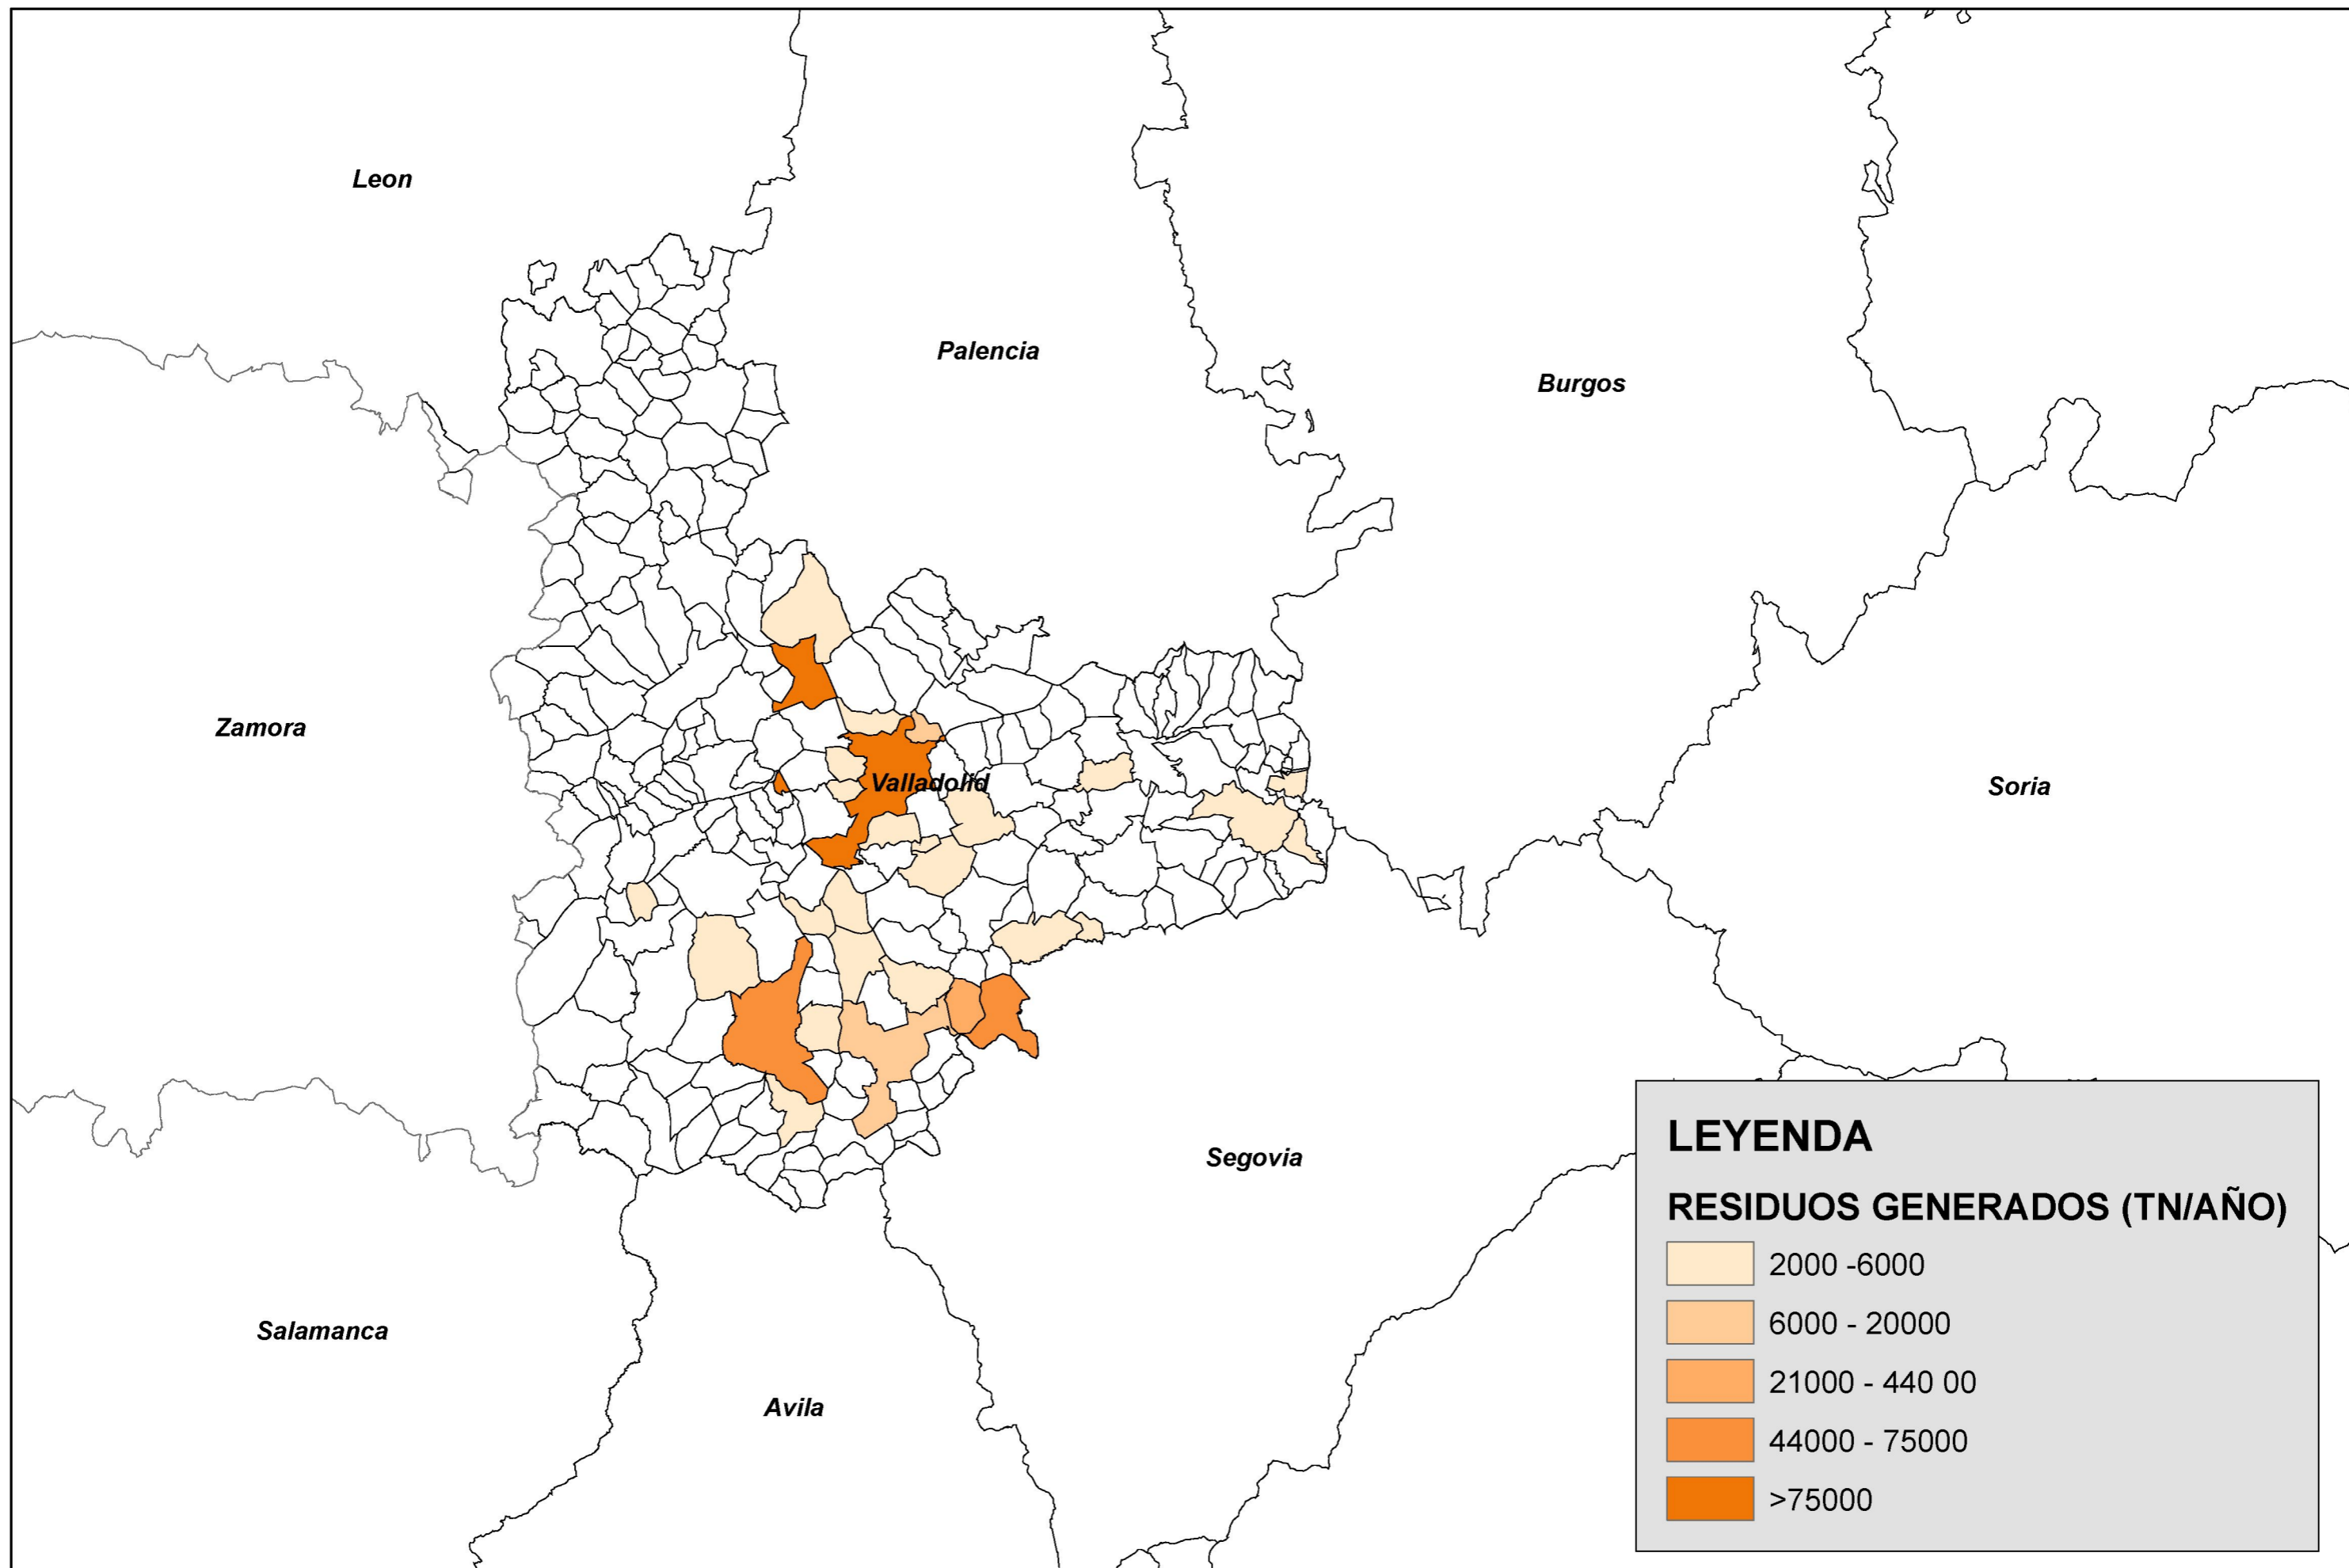 Leon
Palencia
Burgos
Zamora
Valladolid
Soria
Segovia
Salamanca
Avila
LEYENDA
RESIDUOS GENERADOS (TN/AÑO)
2000 -6000
6000 - 20000
21000 - 440 00
44000 - 75000
>75000